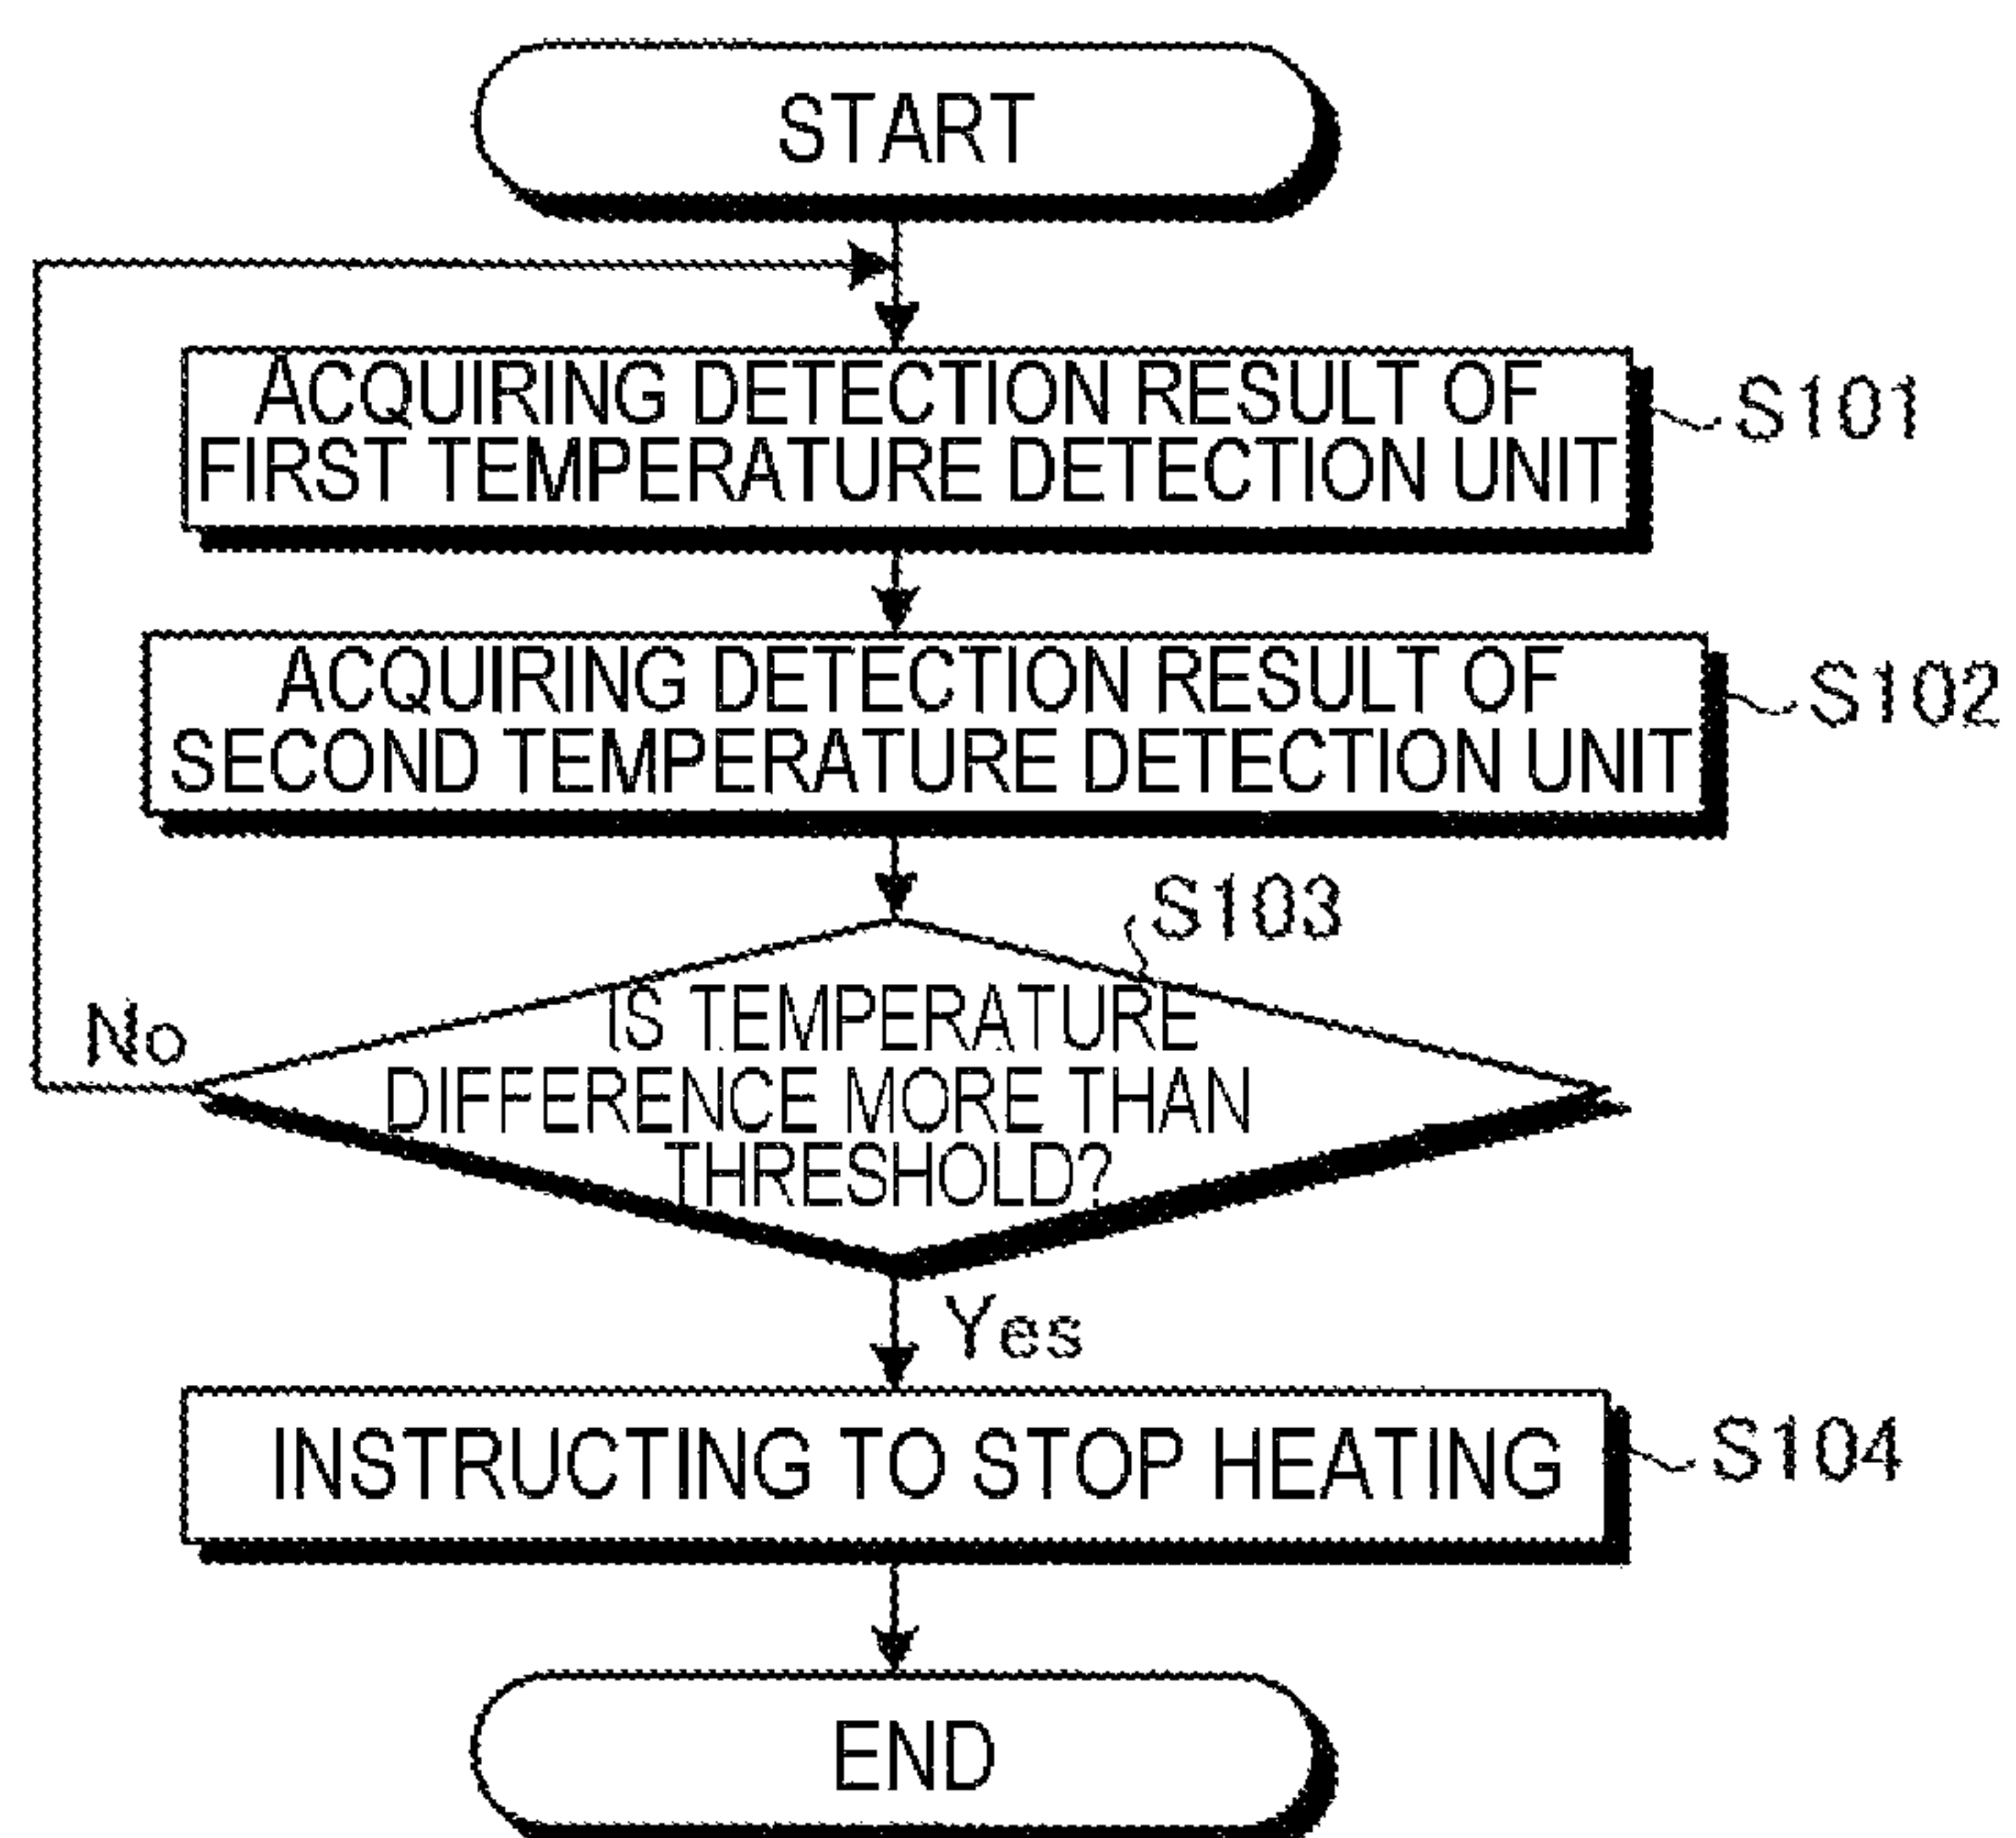 START
ACQUIRING DETECTION RESULT OF
FIRST TEMPERATURE DETECTION UNIT
S101
ACQUIRING DETECTION RESULT OF
SECOND TEMPERATURE DETECTION UNIT
S102
S103
IS TEMPERATURE
DIFFERENCE MORE THAN
THRESHOLD?
No
Yes
INSTRUCTING TO STOP HEATING
S104
END